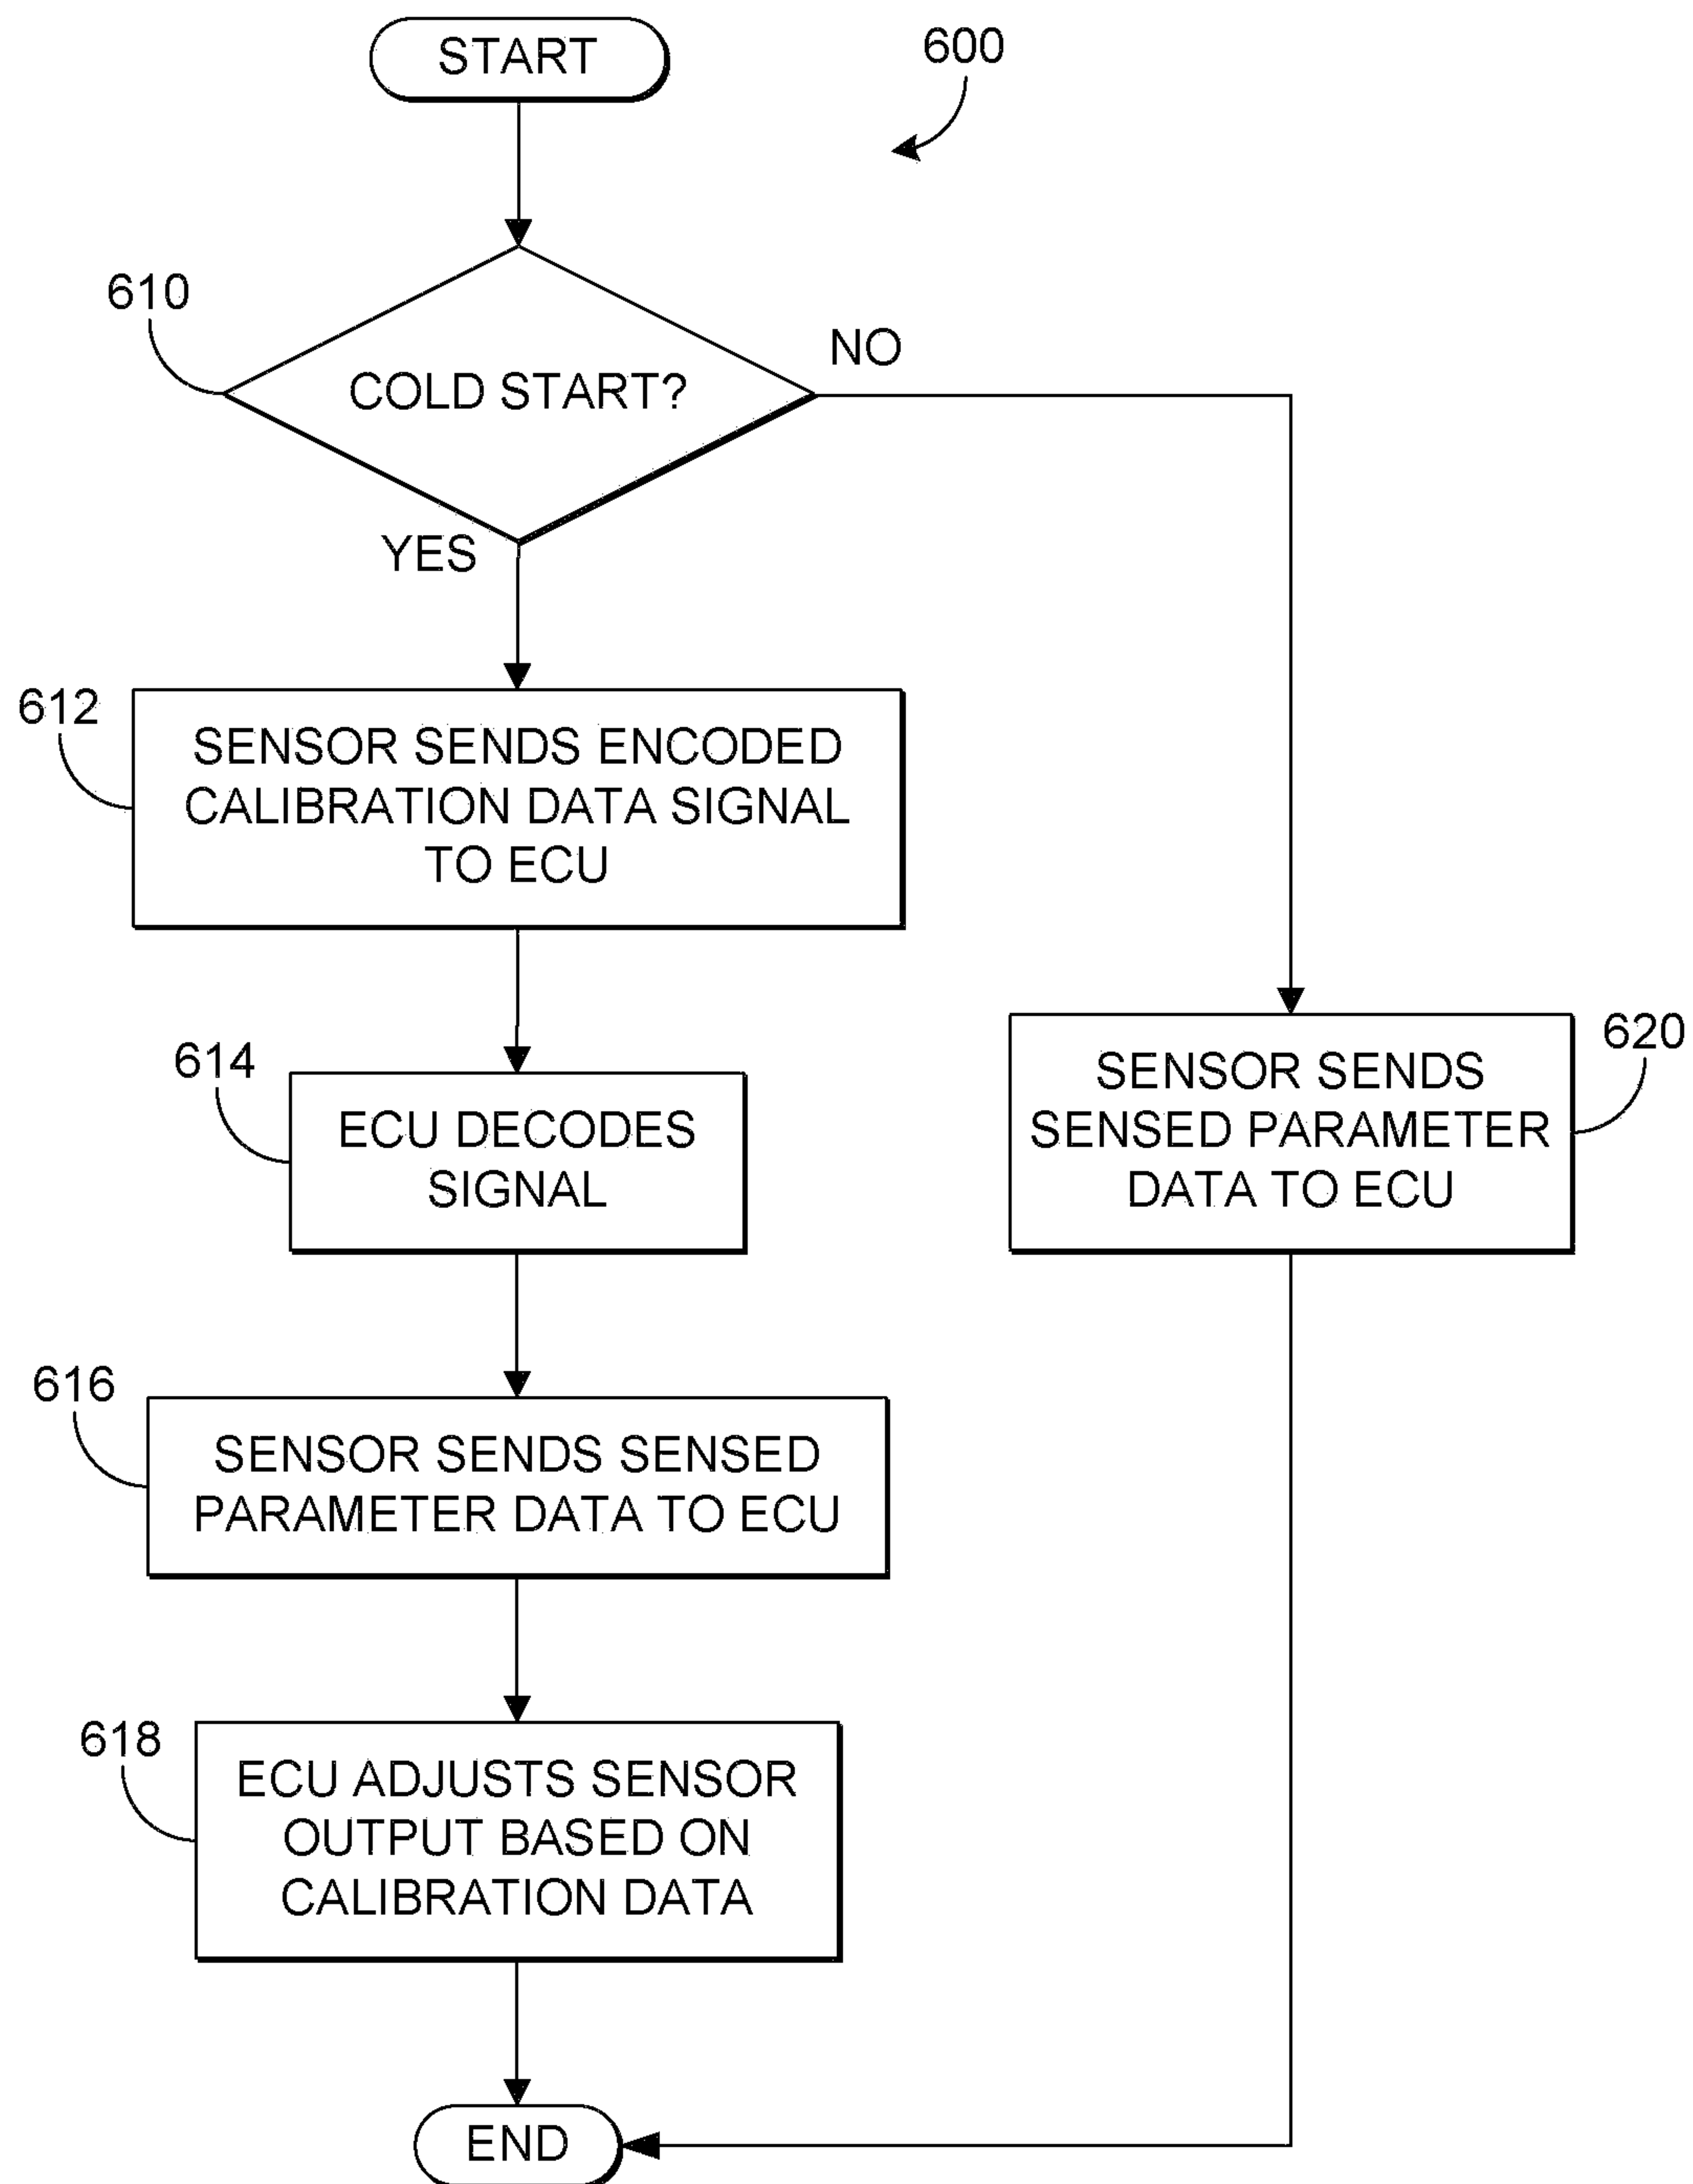 START
600
610
COLD START?
NO
YES
612
SENSOR SENDS ENCODED
CALIBRATION DATA SIGNAL
TO ECU
614
ECU DECODES
SIGNAL
620
SENSOR SENDS
SENSED PARAMETER
DATA TO ECU
616
SENSOR SENDS SENSED
PARAMETER DATA TO ECU
618
ECU ADJUSTS SENSOR
OUTPUT BASED ON
CALIBRATION DATA
END